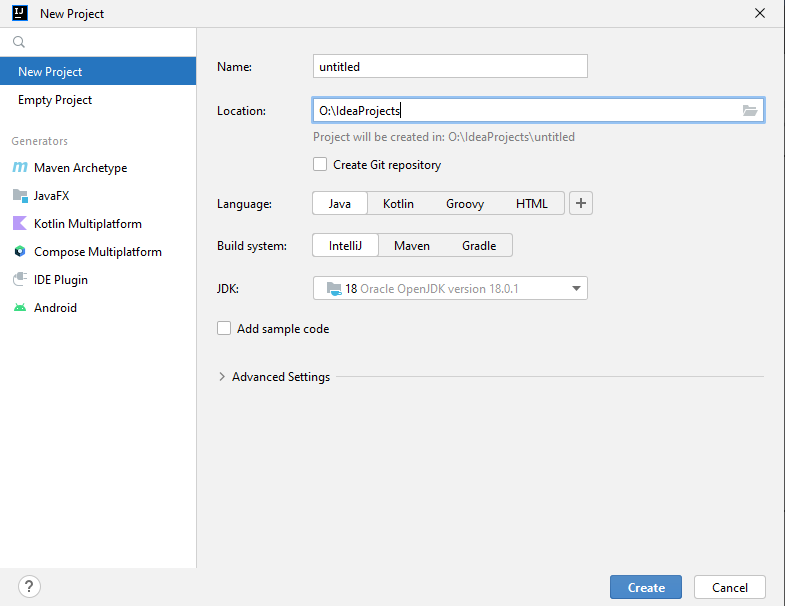 New Project
New Project
Empty Project
Generators
Maven Archetype
JavaFX
Kotlin Multiplatform
Compose Multiplatform
IDE Plugin
Android
Name: untitled
Location: O:\IdeaProjects
Project will be created in: O:\IdeaProjects\untitled
Create Git repository
Language: Java Kotlin Groovy HTML +
Build system: IntelliJ Maven Gradle
JDK: 18 Oracle OpenJDK version 18.0.1
Add sample code
Advanced Settings
? Create Cancel